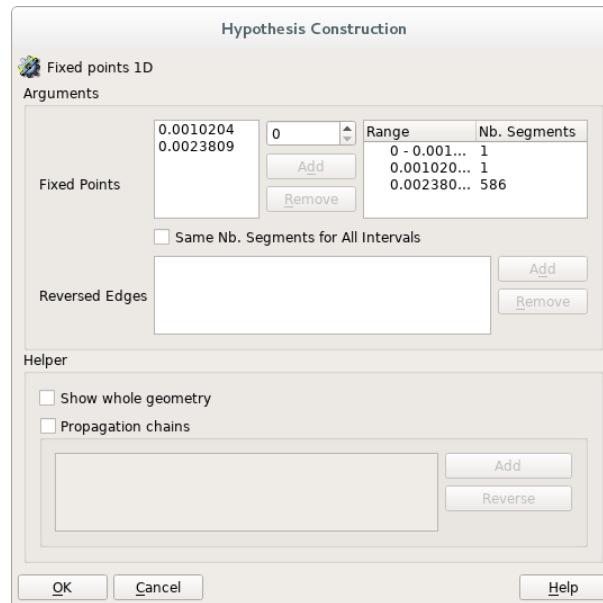 Hypothesis Construction
Fixed points 1D
Arguments
Fixed Points
0.0010204
0.0023809
0
Add
Remove
Range Nb. Segments
0 - 0.001... 1
0.001020... 1
0.002380... 586
Same Nb. Segments for All Intervals
Reversed Edges
Add
Remove
Helper
Show whole geometry
Propagation chains
Add
Reverse
OK Cancel Help